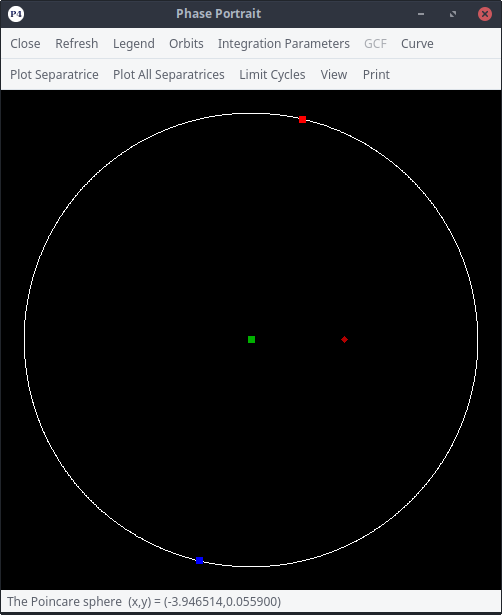 P4 Phase Portrait
Close Refresh Legend Orbits Integration Parameters GCF Curve
Plot Separatrice Plot All Separatrices Limit Cycles View Print
The Poincare sphere (x,y) = (-3.946514,0.055900)